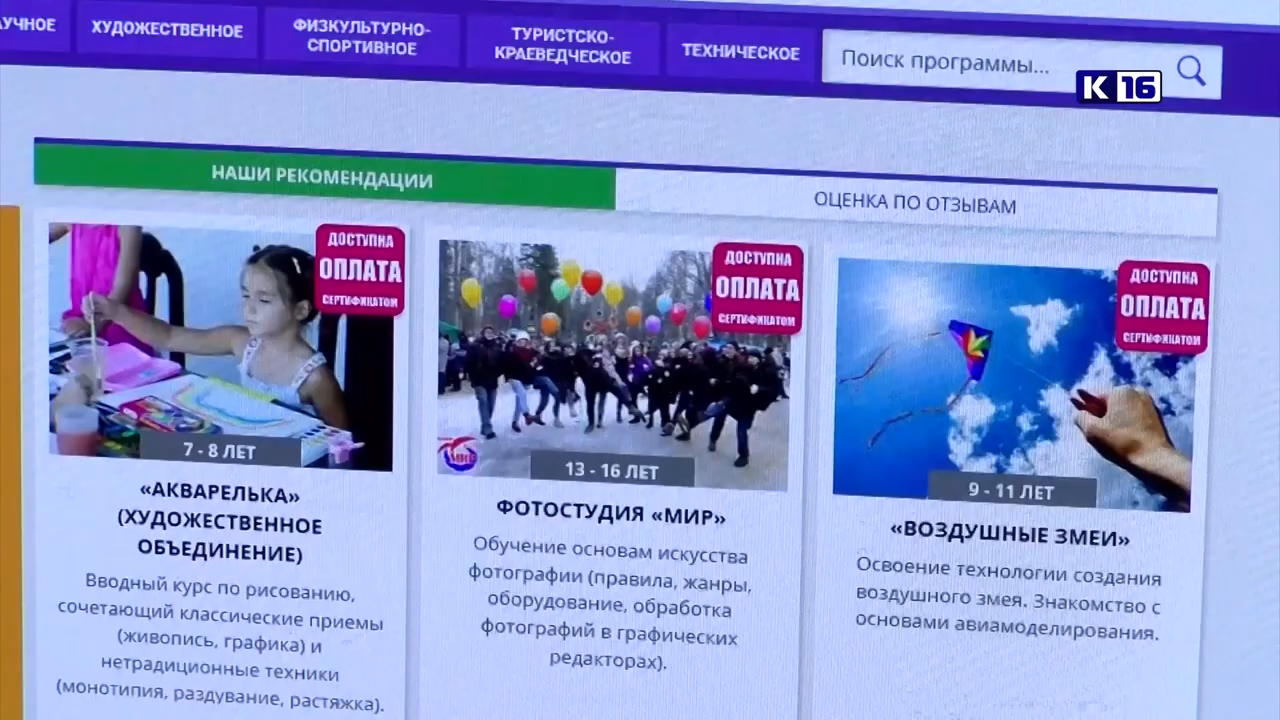 ХУДОЖЕСТВЕННОЕ
ФИЗКУЛЬТУРНО-
СПОРТИВНОЕ
ТУРИСТСКО-
КРАЕВЕДЧЕСКОЕ
ТЕХНИЧЕСКОЕ
Поиск программы...
К 16
НАШИ РЕКОМЕНДАЦИИ
ОЦЕНКА ПО ОТЗЫВАМ
ДОСТУПНА
ОПЛАТА
СЕРТИФИКАТОМ
7 - 8 ЛЕТ
«АКВАРЕЛЬКА»
(ХУДОЖЕСТВЕННОЕ
ОБЪЕДИНЕНИЕ)
Вводный курс по рисованию,
сочетающий классические приемы
(живопись, графика) и
нетрадиционные техники
(монотипия, раздувание, растяжка).
ДОСТУПНА
ОПЛАТА
СЕРТИФИКАТОМ
МИР
13 - 16 ЛЕТ
ФОТОСТУДИЯ «МИР»
Обучение основам искусства
фотографии (правила, жанры,
оборудование, обработка
фотографий в графических
редакторах).
ДОСТУПНА
ОПЛАТА
СЕРТИФИКАТОМ
9 - 11 ЛЕТ
«ВОЗДУШНЫЕ ЗМЕИ»
Освоение технологии создания
воздушного змея. Знакомство с
основами авиамоделирования.